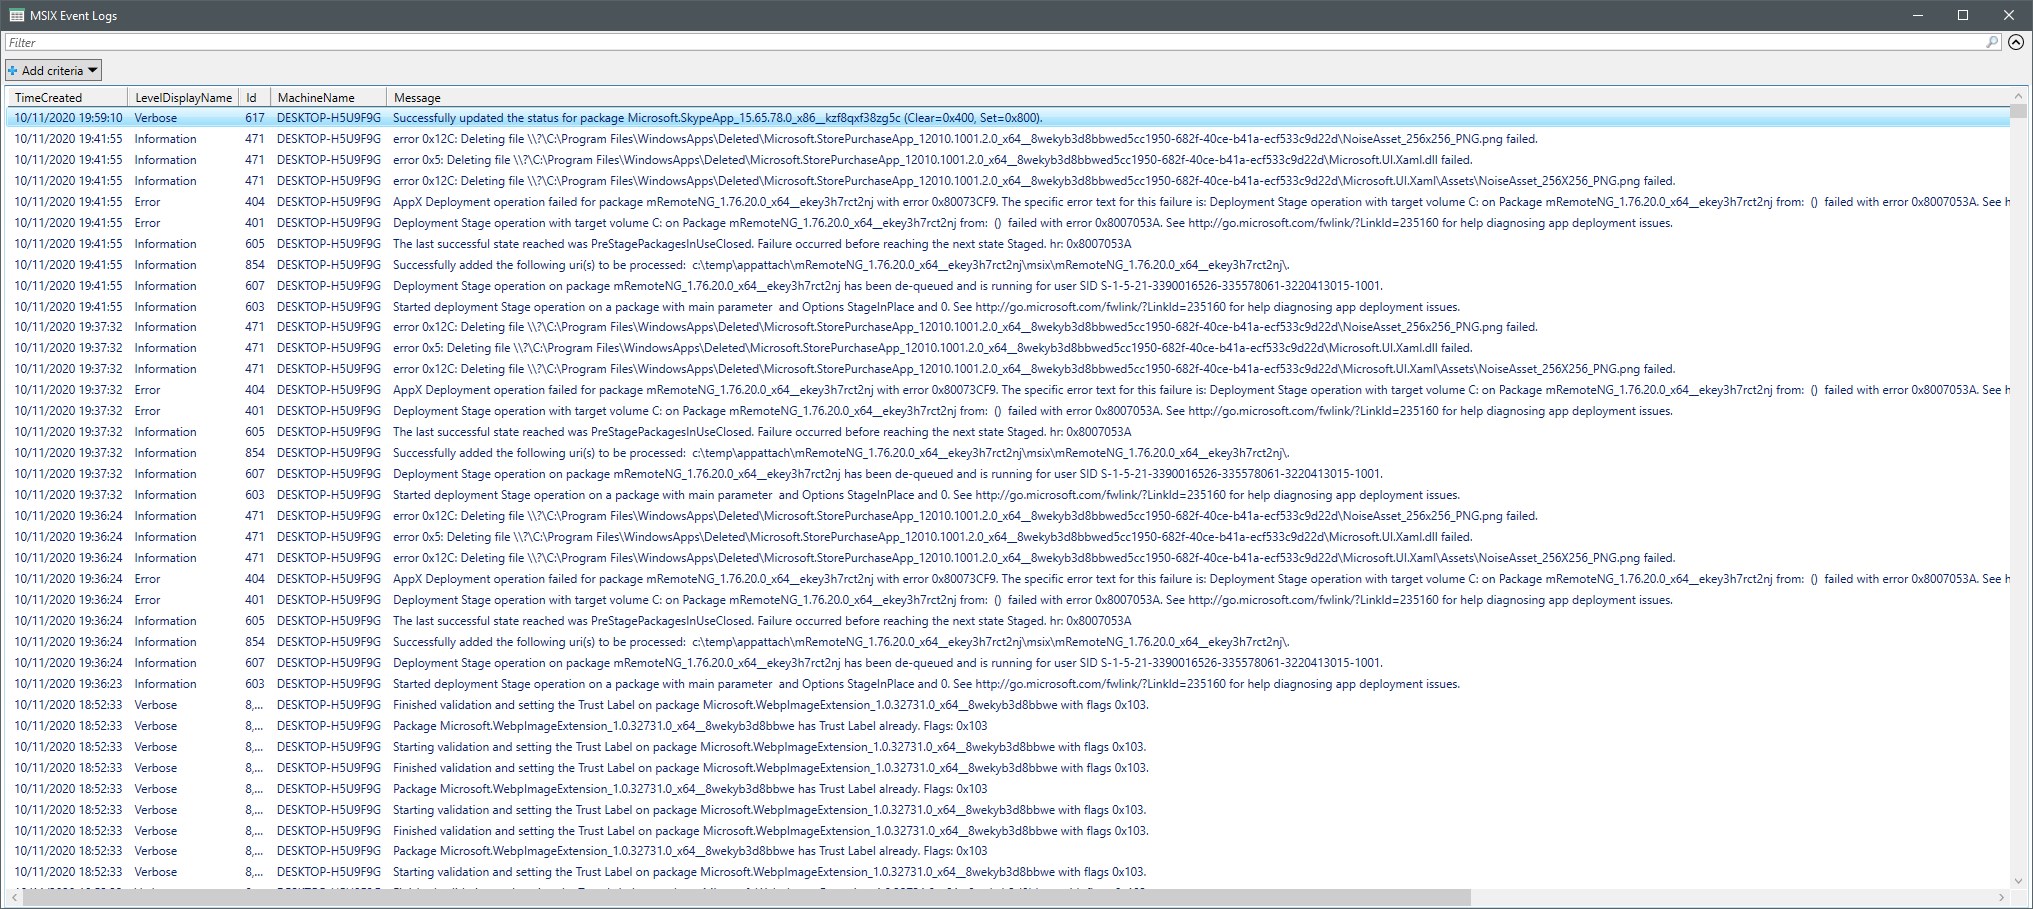 MSIX Event Logs
Filter
Add criteria
TimeCreated LevelDisplayName Id MachineName Message
10/11/2020 19:59:10 Verbose 617 DESKTOP-H5U9F9G Successfully updated the status for package Microsoft.SkypeApp_15.65.78.0_x86__kzf8qxf38zg5c (Clear=0x400, Set=0x800).
10/11/2020 19:41:55 Information 471 DESKTOP-H5U9F9G error 0x12C: Deleting file \\?\C:\Program Files\WindowsApps\Deleted\Microsoft.StorePurchaseApp_12010.1001.2.0_x64__8wekyb3d8bbwed5cc1950-682f-40ce-b41a-ecf533c9d22d\NoiseAsset_256x256_PNG.png failed.
10/11/2020 19:41:55 Information 471 DESKTOP-H5U9F9G error 0x5: Deleting file \\?\C:\Program Files\WindowsApps\Deleted\Microsoft.StorePurchaseApp_12010.1001.2.0_x64__8wekyb3d8bbwed5cc1950-682f-40ce-b41a-ecf533c9d22d\Microsoft.UI.Xaml.dll failed.
10/11/2020 19:41:55 Information 471 DESKTOP-H5U9F9G error 0x12C: Deleting file \\?\C:\Program Files\WindowsApps\Deleted\Microsoft.StorePurchaseApp_12010.1001.2.0_x64__8wekyb3d8bbwed5cc1950-682f-40ce-b41a-ecf533c9d22d\Microsoft.UI.Xaml\Assets\NoiseAsset_256X256_PNG.png failed.
10/11/2020 19:41:55 Error 404 DESKTOP-H5U9F9G AppX Deployment operation failed for package mRemoteNG_1.76.20.0_x64__ekey3h7rct2nj with error 0x80073CF9. The specific error text for this failure is: Deployment Stage operation with target volume C: on Package mRemoteNG_1.76.20.0_x64__ekey3h7rct2nj from:  ()  failed with error 0x8007053A. See h
10/11/2020 19:41:55 Error 401 DESKTOP-H5U9F9G Deployment Stage operation with target volume C: on Package mRemoteNG_1.76.20.0_x64__ekey3h7rct2nj from:  ()  failed with error 0x8007053A. See http://go.microsoft.com/fwlink/?LinkId=235160 for help diagnosing app deployment issues.
10/11/2020 19:41:55 Information 605 DESKTOP-H5U9F9G The last successful state reached was PreStagePackagesInUseClosed. Failure occurred before reaching the next state Staged. hr: 0x8007053A
10/11/2020 19:41:55 Information 854 DESKTOP-H5U9F9G Successfully added the following uri(s) to be processed:  c:\temp\appattach\mRemoteNG_1.76.20.0_x64__ekey3h7rct2nj\msix\mRemoteNG_1.76.20.0_x64__ekey3h7rct2nj\.
10/11/2020 19:41:55 Information 607 DESKTOP-H5U9F9G Deployment Stage operation on package mRemoteNG_1.76.20.0_x64__ekey3h7rct2nj has been de-queued and is running for user SID S-1-5-21-3390016526-335578061-3220413015-1001.
10/11/2020 19:41:55 Information 603 DESKTOP-H5U9F9G Started deployment Stage operation on a package with main parameter  and Options StageInPlace and 0. See http://go.microsoft.com/fwlink/?LinkId=235160 for help diagnosing app deployment issues.
10/11/2020 19:37:32 Information 471 DESKTOP-H5U9F9G error 0x12C: Deleting file \\?\C:\Program Files\WindowsApps\Deleted\Microsoft.StorePurchaseApp_12010.1001.2.0_x64__8wekyb3d8bbwed5cc1950-682f-40ce-b41a-ecf533c9d22d\NoiseAsset_256x256_PNG.png failed.
10/11/2020 19:37:32 Information 471 DESKTOP-H5U9F9G error 0x5: Deleting file \\?\C:\Program Files\WindowsApps\Deleted\Microsoft.StorePurchaseApp_12010.1001.2.0_x64__8wekyb3d8bbwed5cc1950-682f-40ce-b41a-ecf533c9d22d\Microsoft.UI.Xaml.dll failed.
10/11/2020 19:37:32 Information 471 DESKTOP-H5U9F9G error 0x12C: Deleting file \\?\C:\Program Files\WindowsApps\Deleted\Microsoft.StorePurchaseApp_12010.1001.2.0_x64__8wekyb3d8bbwed5cc1950-682f-40ce-b41a-ecf533c9d22d\Microsoft.UI.Xaml\Assets\NoiseAsset_256X256_PNG.png failed.
10/11/2020 19:37:32 Error 404 DESKTOP-H5U9F9G AppX Deployment operation failed for package mRemoteNG_1.76.20.0_x64__ekey3h7rct2nj with error 0x80073CF9. The specific error text for this failure is: Deployment Stage operation with target volume C: on Package mRemoteNG_1.76.20.0_x64__ekey3h7rct2nj from:  ()  failed with error 0x8007053A. See h
10/11/2020 19:37:32 Error 401 DESKTOP-H5U9F9G Deployment Stage operation with target volume C: on Package mRemoteNG_1.76.20.0_x64__ekey3h7rct2nj from:  ()  failed with error 0x8007053A. See http://go.microsoft.com/fwlink/?LinkId=235160 for help diagnosing app deployment issues.
10/11/2020 19:37:32 Information 605 DESKTOP-H5U9F9G The last successful state reached was PreStagePackagesInUseClosed. Failure occurred before reaching the next state Staged. hr: 0x8007053A
10/11/2020 19:37:32 Information 854 DESKTOP-H5U9F9G Successfully added the following uri(s) to be processed:  c:\temp\appattach\mRemoteNG_1.76.20.0_x64__ekey3h7rct2nj\msix\mRemoteNG_1.76.20.0_x64__ekey3h7rct2nj\.
10/11/2020 19:37:32 Information 607 DESKTOP-H5U9F9G Deployment Stage operation on package mRemoteNG_1.76.20.0_x64__ekey3h7rct2nj has been de-queued and is running for user SID S-1-5-21-3390016526-335578061-3220413015-1001.
10/11/2020 19:37:32 Information 603 DESKTOP-H5U9F9G Started deployment Stage operation on a package with main parameter  and Options StageInPlace and 0. See http://go.microsoft.com/fwlink/?LinkId=235160 for help diagnosing app deployment issues.
10/11/2020 19:36:24 Information 471 DESKTOP-H5U9F9G error 0x12C: Deleting file \\?\C:\Program Files\WindowsApps\Deleted\Microsoft.StorePurchaseApp_12010.1001.2.0_x64__8wekyb3d8bbwed5cc1950-682f-40ce-b41a-ecf533c9d22d\NoiseAsset_256x256_PNG.png failed.
10/11/2020 19:36:24 Information 471 DESKTOP-H5U9F9G error 0x5: Deleting file \\?\C:\Program Files\WindowsApps\Deleted\Microsoft.StorePurchaseApp_12010.1001.2.0_x64__8wekyb3d8bbwed5cc1950-682f-40ce-b41a-ecf533c9d22d\Microsoft.UI.Xaml.dll failed.
10/11/2020 19:36:24 Information 471 DESKTOP-H5U9F9G error 0x12C: Deleting file \\?\C:\Program Files\WindowsApps\Deleted\Microsoft.StorePurchaseApp_12010.1001.2.0_x64__8wekyb3d8bbwed5cc1950-682f-40ce-b41a-ecf533c9d22d\Microsoft.UI.Xaml\Assets\NoiseAsset_256X256_PNG.png failed.
10/11/2020 19:36:24 Error 404 DESKTOP-H5U9F9G AppX Deployment operation failed for package mRemoteNG_1.76.20.0_x64__ekey3h7rct2nj with error 0x80073CF9. The specific error text for this failure is: Deployment Stage operation with target volume C: on Package mRemoteNG_1.76.20.0_x64__ekey3h7rct2nj from:  ()  failed with error 0x8007053A. See h
10/11/2020 19:36:24 Error 401 DESKTOP-H5U9F9G Deployment Stage operation with target volume C: on Package mRemoteNG_1.76.20.0_x64__ekey3h7rct2nj from:  ()  failed with error 0x8007053A. See http://go.microsoft.com/fwlink/?LinkId=235160 for help diagnosing app deployment issues.
10/11/2020 19:36:24 Information 605 DESKTOP-H5U9F9G The last successful state reached was PreStagePackagesInUseClosed. Failure occurred before reaching the next state Staged. hr: 0x8007053A
10/11/2020 19:36:24 Information 854 DESKTOP-H5U9F9G Successfully added the following uri(s) to be processed:  c:\temp\appattach\mRemoteNG_1.76.20.0_x64__ekey3h7rct2nj\msix\mRemoteNG_1.76.20.0_x64__ekey3h7rct2nj\.
10/11/2020 19:36:24 Information 607 DESKTOP-H5U9F9G Deployment Stage operation on package mRemoteNG_1.76.20.0_x64__ekey3h7rct2nj has been de-queued and is running for user SID S-1-5-21-3390016526-335578061-3220413015-1001.
10/11/2020 19:36:23 Information 603 DESKTOP-H5U9F9G Started deployment Stage operation on a package with main parameter  and Options StageInPlace and 0. See http://go.microsoft.com/fwlink/?LinkId=235160 for help diagnosing app deployment issues.
10/11/2020 18:52:33 Verbose 8,... DESKTOP-H5U9F9G Finished validation and setting the Trust Label on package Microsoft.WebpImageExtension_1.0.32731.0_x64__8wekyb3d8bbwe with flags 0x103.
10/11/2020 18:52:33 Verbose 8,... DESKTOP-H5U9F9G Package Microsoft.WebpImageExtension_1.0.32731.0_x64__8wekyb3d8bbwe has Trust Label already. Flags: 0x103
10/11/2020 18:52:33 Verbose 8,... DESKTOP-H5U9F9G Starting validation and setting the Trust Label on package Microsoft.WebpImageExtension_1.0.32731.0_x64__8wekyb3d8bbwe with flags 0x103.
10/11/2020 18:52:33 Verbose 8,... DESKTOP-H5U9F9G Finished validation and setting the Trust Label on package Microsoft.WebpImageExtension_1.0.32731.0_x64__8wekyb3d8bbwe with flags 0x103.
10/11/2020 18:52:33 Verbose 8,... DESKTOP-H5U9F9G Package Microsoft.WebpImageExtension_1.0.32731.0_x64__8wekyb3d8bbwe has Trust Label already. Flags: 0x103
10/11/2020 18:52:33 Verbose 8,... DESKTOP-H5U9F9G Starting validation and setting the Trust Label on package Microsoft.WebpImageExtension_1.0.32731.0_x64__8wekyb3d8bbwe with flags 0x103.
10/11/2020 18:52:33 Verbose 8,... DESKTOP-H5U9F9G Finished validation and setting the Trust Label on package Microsoft.WebpImageExtension_1.0.32731.0_x64__8wekyb3d8bbwe with flags 0x103.
10/11/2020 18:52:33 Verbose 8,... DESKTOP-H5U9F9G Package Microsoft.WebpImageExtension_1.0.32731.0_x64__8wekyb3d8bbwe has Trust Label already. Flags: 0x103
10/11/2020 18:52:33 Verbose 8,... DESKTOP-H5U9F9G Starting validation and setting the Trust Label on package Microsoft.WebpImageExtension_1.0.32731.0_x64__8wekyb3d8bbwe with flags 0x103.